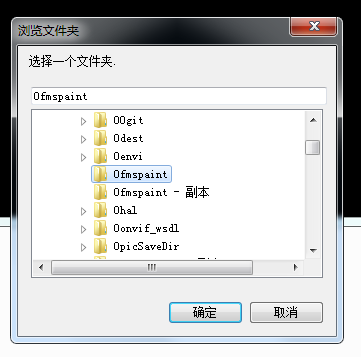 浏览文件夹
选择一个文件夹.
0fmspaint
00git
0dest
0envi
0fmspaint
0fmspaint - 副本
0hal
0onvif_wsdl
0picSaveDir
确定
取消